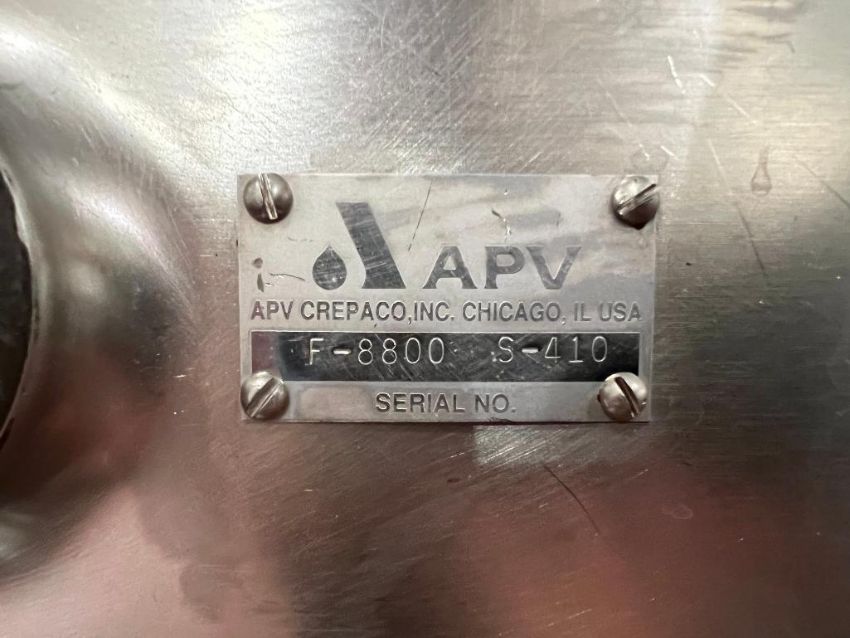 APV
APV CREPACO, INC. CHICAGO, IL USA
F-8800 S-410
SERIAL NO.